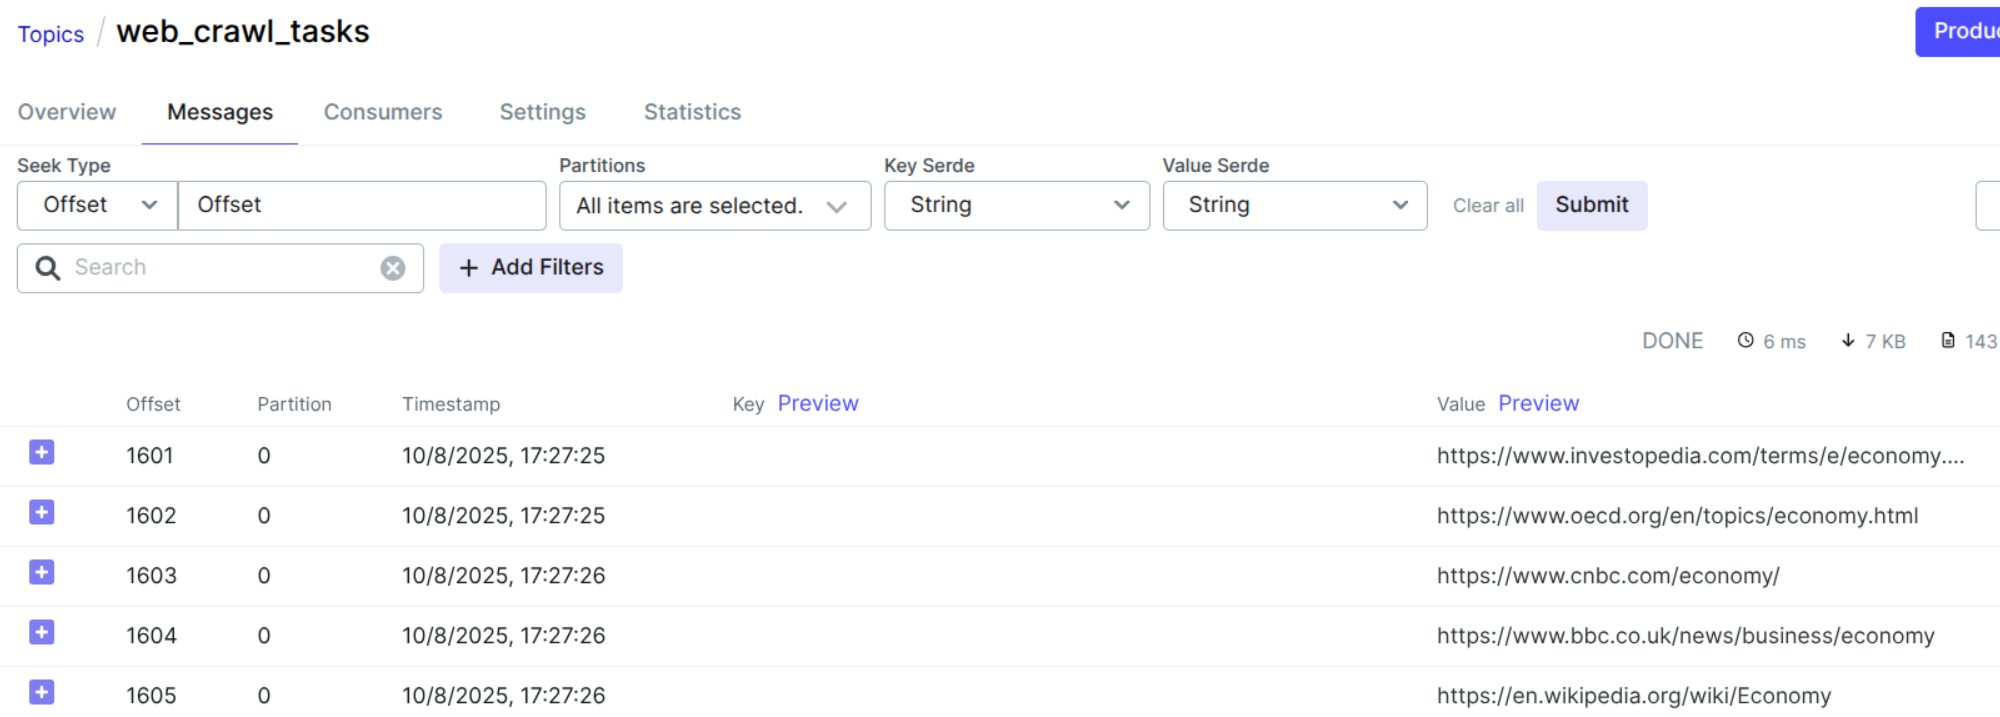 Topics / web_crawl_tasks
Produc
Overview Messages Consumers Settings Statistics
Seek Type Partitions Key Serde Value Serde
Offset Offset All items are selected. String String Clear all Submit
Search + Add Filters
DONE 6 ms 7 KB 143
Offset Partition Timestamp Key Preview Value Preview
1601 0 10/8/2025, 17:27:25 https://www.investopedia.com/terms/e/economy....
1602 0 10/8/2025, 17:27:25 https://www.oecd.org/en/topics/economy.html
1603 0 10/8/2025, 17:27:26 https://www.cnbc.com/economy/
1604 0 10/8/2025, 17:27:26 https://www.bbc.co.uk/news/business/economy
1605 0 10/8/2025, 17:27:26 https://en.wikipedia.org/wiki/Economy